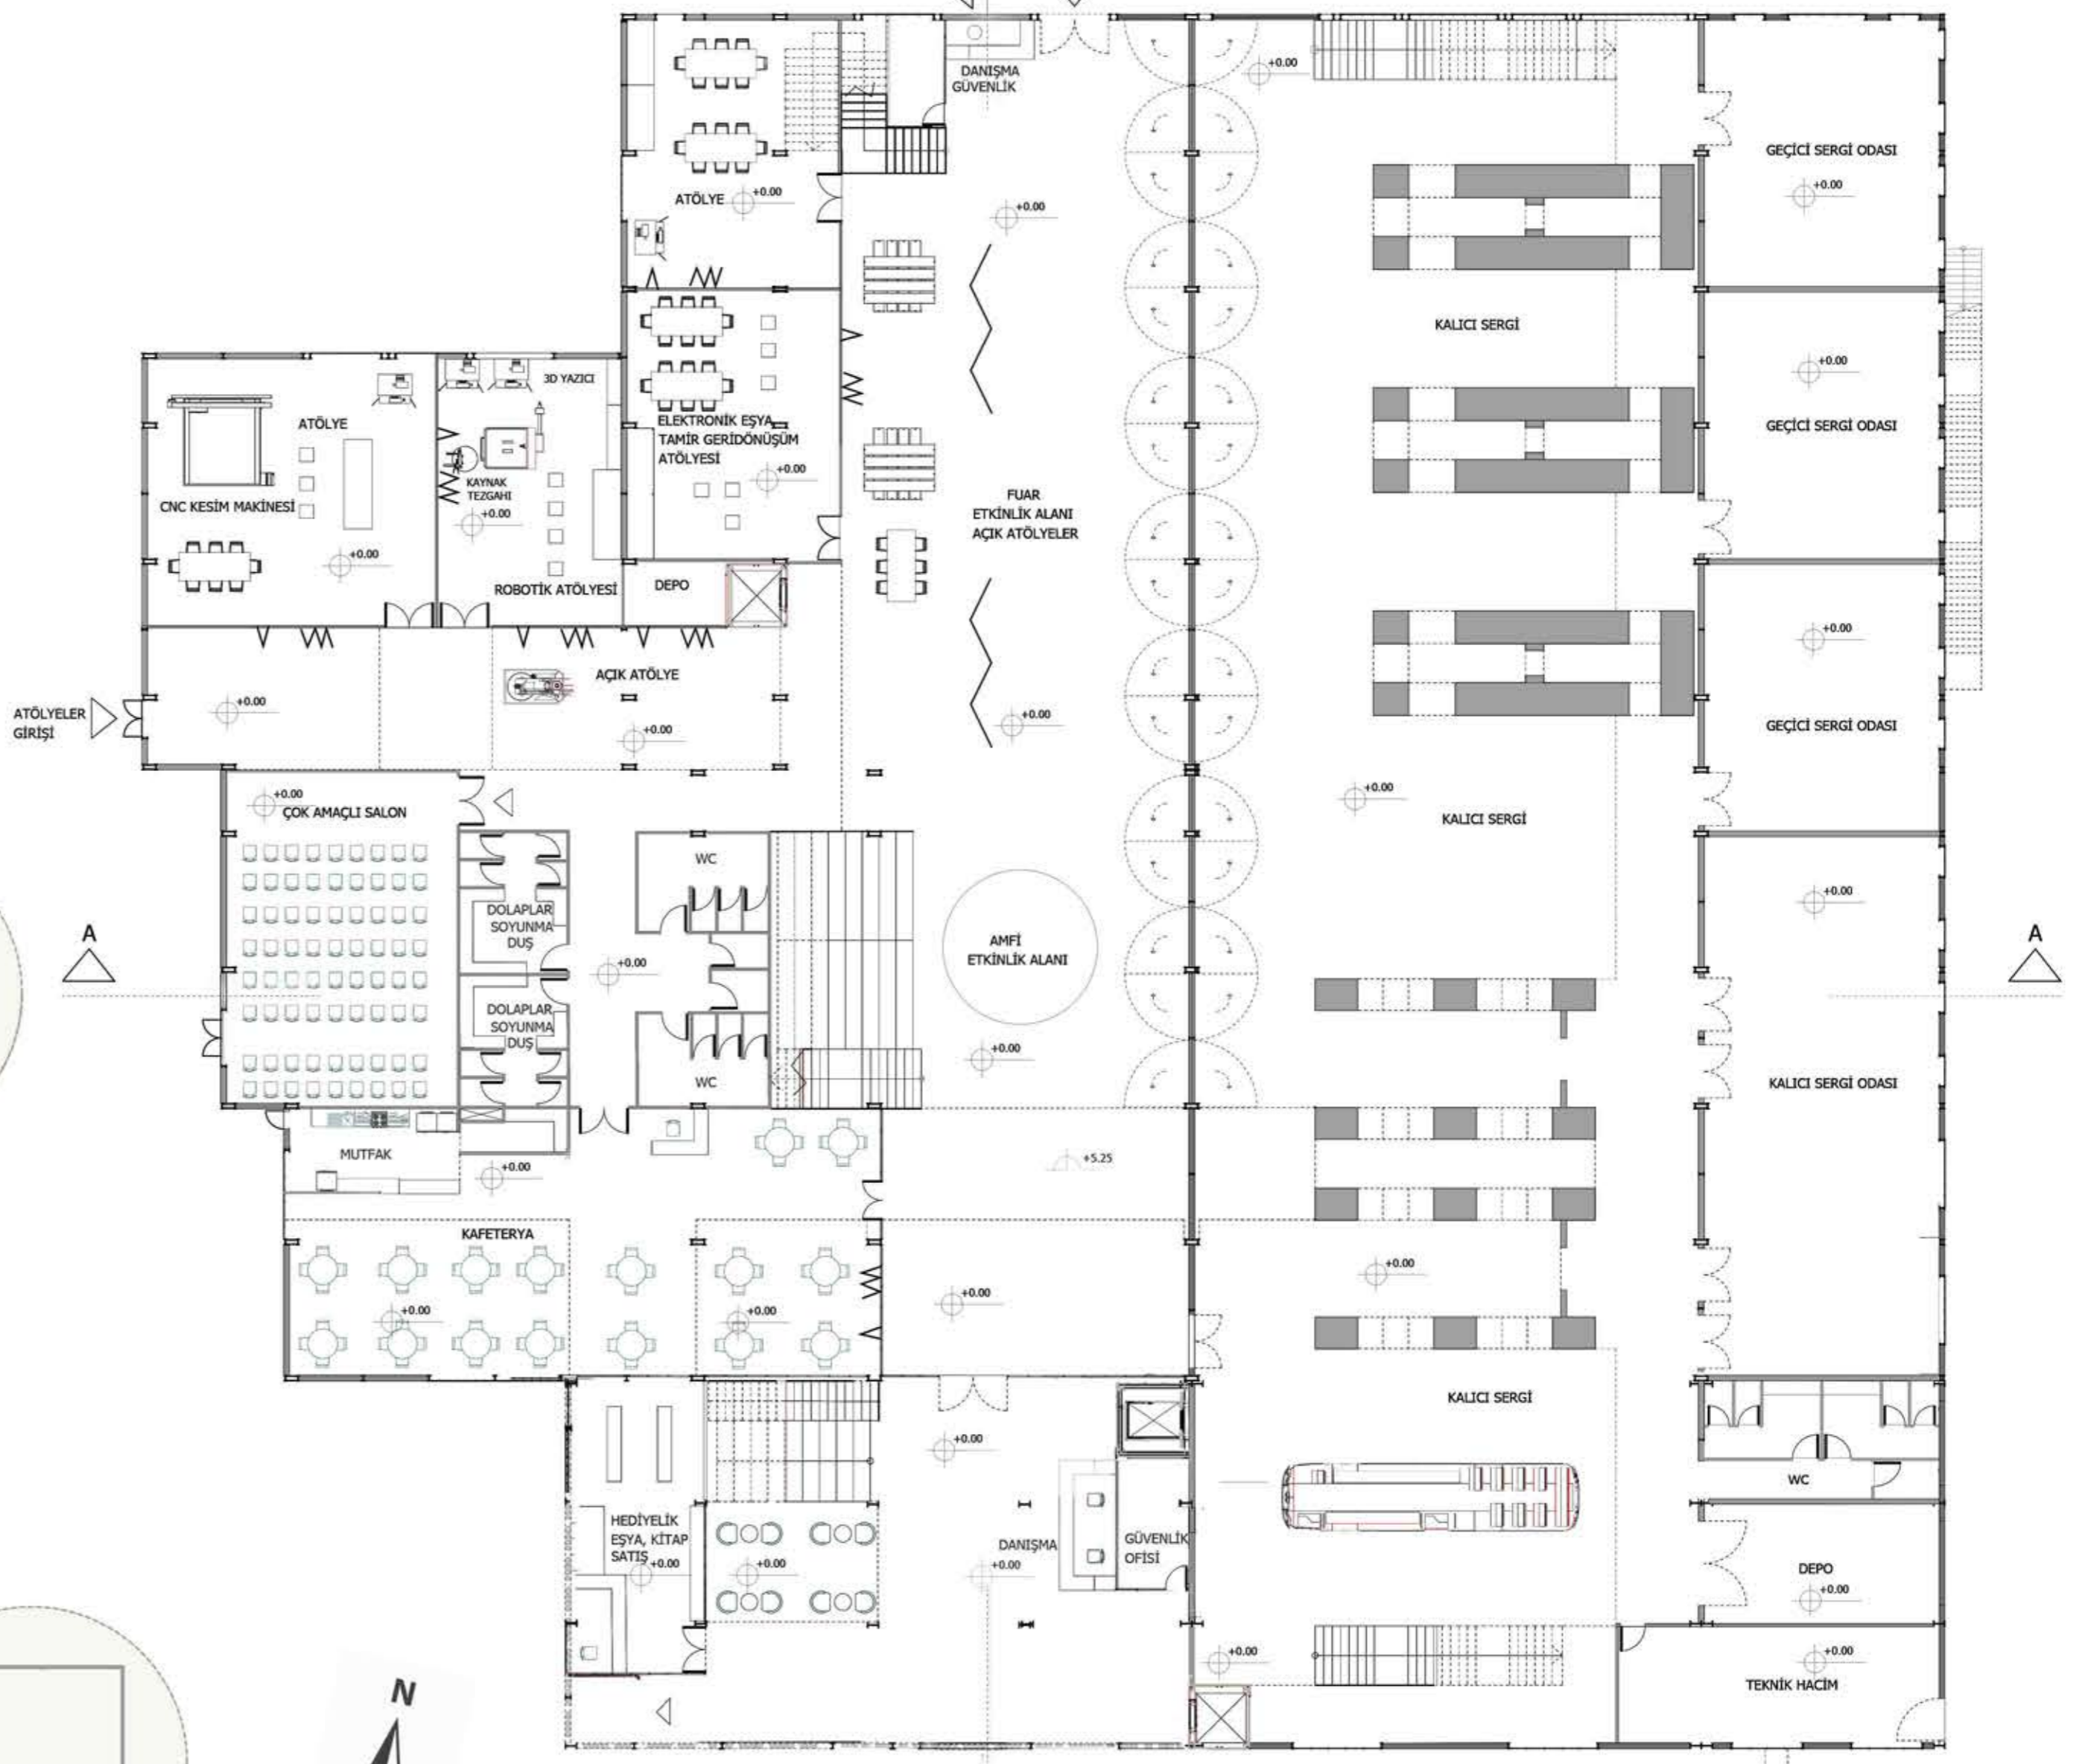 DANIŞMA
GÜVENLİK
+0.00
ATÖLYE
+0.00
+0.00
GEÇİCİ SERGİ ODASI
+0.00
KALICI SERGİ
+0.00
GEÇİCİ SERGİ ODASI
3D YAZICI
ATÖLYE
CNC KESİM MAKİNESİ
+0.00
KAYNAK
TEZGAHI
+0.00
ROBOTİK ATÖLYESİ
ELEKTRONİK EŞYA
TAMİR GERİDÖNÜŞÜM
ATÖLYESİ
+0.00
DEPO
FUAR
ETKİNLİK ALANI
AÇIK ATÖLYELER
+0.00
+0.00
GEÇİCİ SERGİ ODASI
ATÖLYELER
GİRİŞİ
+0.00
AÇIK ATÖLYE
+0.00
+0.00
ÇOK AMAÇLI SALON
+0.00
KALICI SERGİ
WC
DOLAPLAR
SOYUNMA
DUŞ
+0.00
DOLAPLAR
SOYUNMA
DUŞ
WC
AMFİ
ETKİNLİK ALANI
+0.00
+0.00
KALICI SERGİ ODASI
A
A
MUTFAK
+0.00
+5.25
KAFETERYA
+0.00
+0.00
+0.00
+0.00
KALICI SERGİ
+0.00
HEDİYELİK
EŞYA, KİTAP
SATIŞ
+0.00
+0.00
DANIŞMA
+0.00
GÜVENLİK
OFİSİ
WC
DEPO
+0.00
+0.00
+0.00
TEKNİK HACİM
N